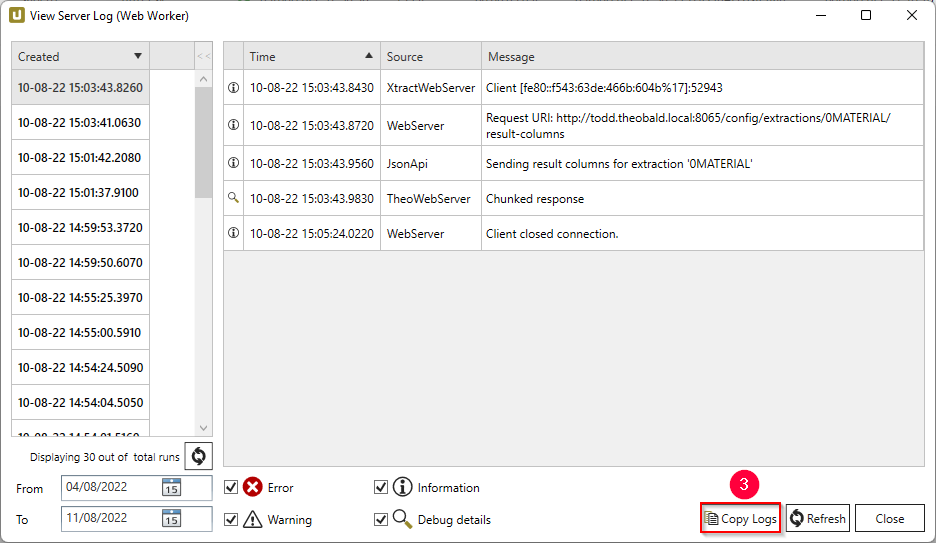 View Server Log (Web Worker)
Created
<<
Time
Source
Message
10-08-22 15:03:43.8260
10-08-22 15:03:41.0630
10-08-22 15:01:42.2080
10-08-22 15:01:37.9100
10-08-22 14:59:53.3720
10-08-22 14:59:50.6070
10-08-22 14:55:25.3970
10-08-22 14:55:00.5910
10-08-22 14:54:24.5090
10-08-22 14:54:04.5050
10-08-22 14:54:01.5160
10-08-22 15:03:43.8430 XtractWebServer Client [fe80::f543:63de:466b:604b%17]:52943
10-08-22 15:03:43.8720 WebServer Request URI: http://todd.theobald.local:8065/config/extractions/0MATERIAL/
result-columns
10-08-22 15:03:43.9560 JsonApi Sending result columns for extraction '0MATERIAL'
10-08-22 15:03:43.9830 TheoWebServer Chunked response
10-08-22 15:05:24.0220 WebServer Client closed connection.
Displaying 30 out of total runs
From 04/08/2022 15
To 11/08/2022 15
Error
Information
Warning
Debug details
3
Copy Logs
Refresh
Close